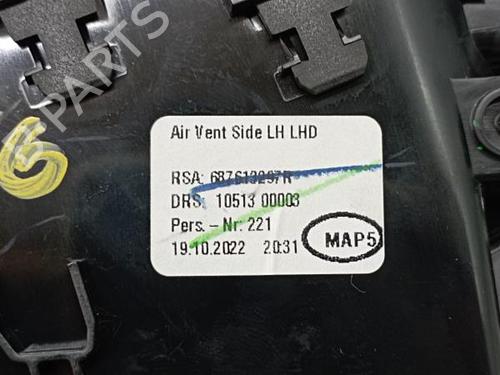 Air Vent Side LH LHD
RSA: 687613297R
DRS: 10513 00003
Pers. - Nr: 221
19.10.2022 20:31
MAP5